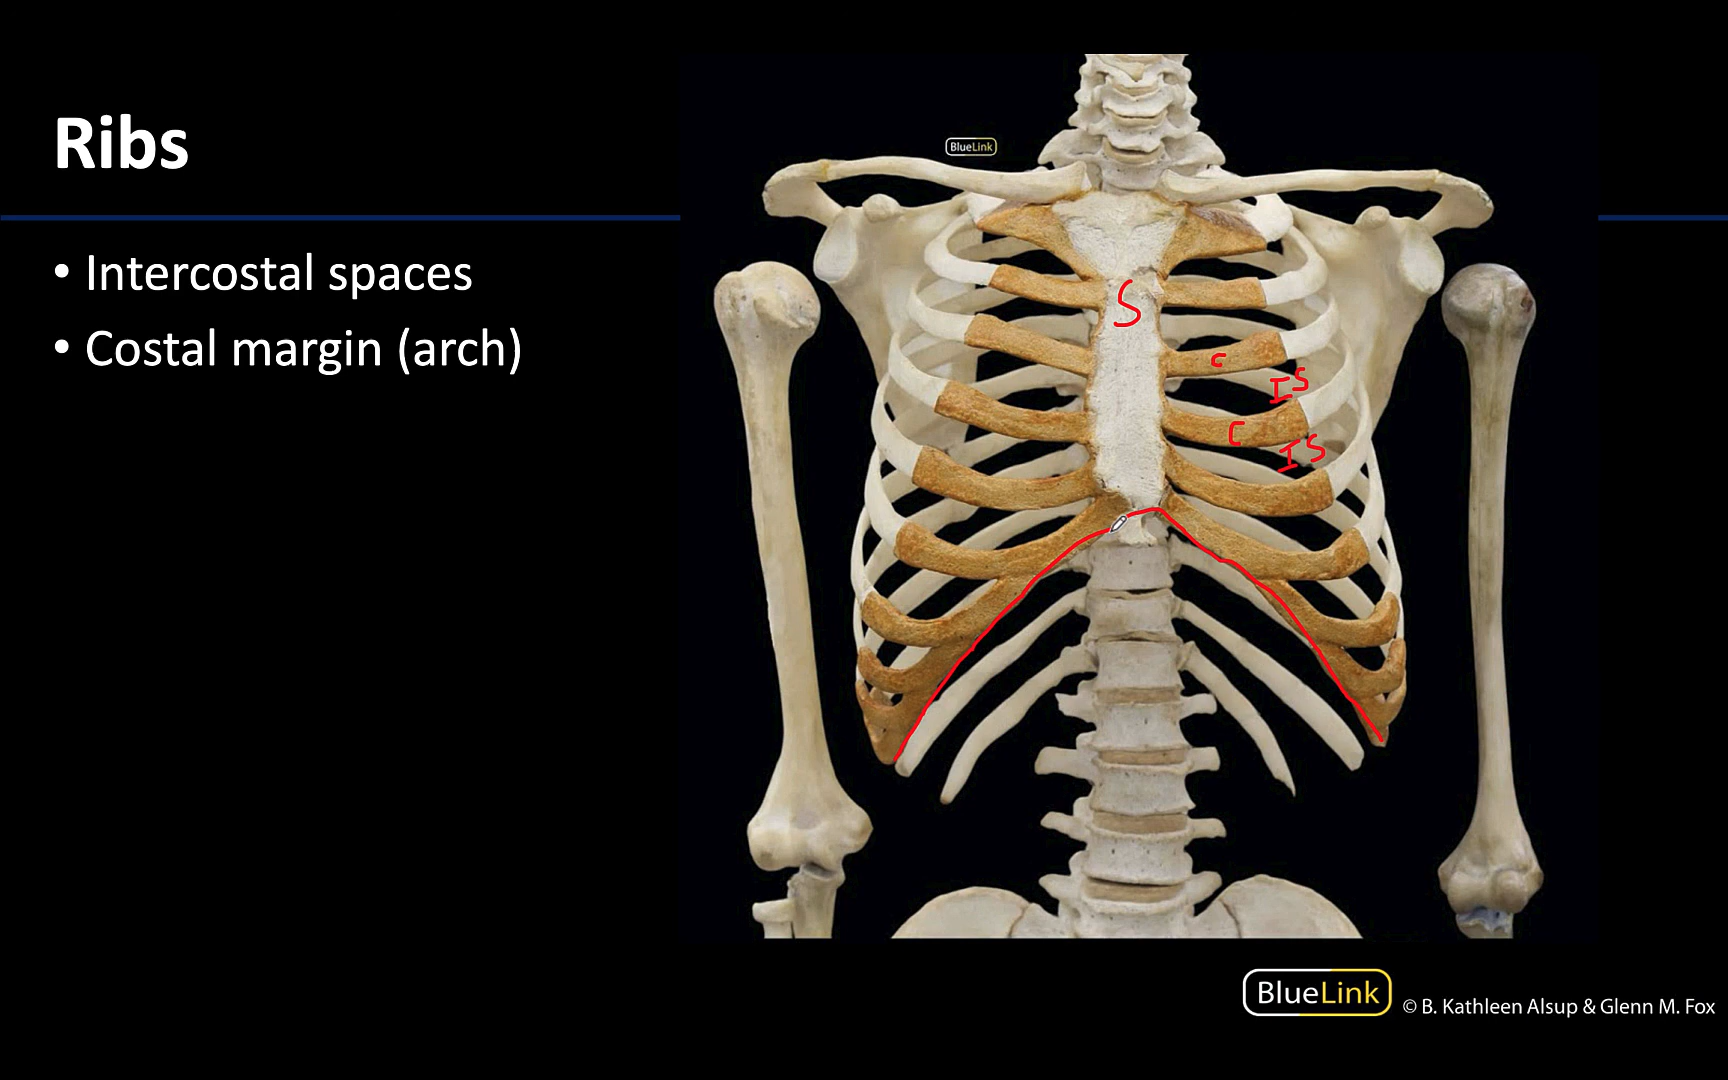 Ribs
• Intercostal spaces
• Costal margin (arch)
BlueLink
S
C
IS
C
IS
BlueLink
© B. Kathleen Alsup & Glenn M. Fox